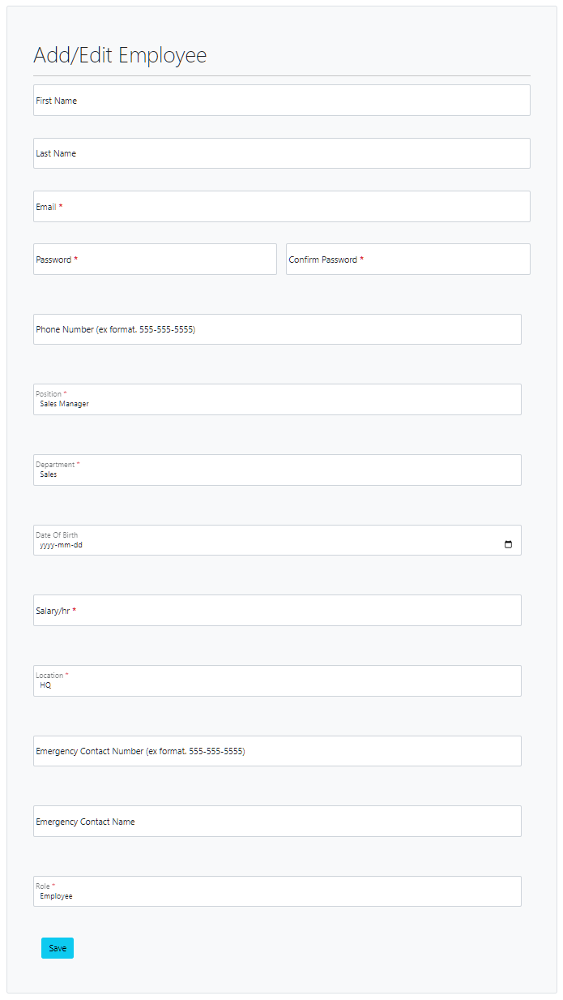 Add/Edit Employee
First Name
Last Name
Email *
Password *
Confirm Password *
Phone Number (ex format. 555-555-5555)
Position *
Sales Manager
Department *
Sales
Date Of Birth
yyyy-mm-dd
Salary/hr *
Location *
HQ
Emergency Contact Number (ex format. 555-555-5555)
Emergency Contact Name
Role *
Employee
Save